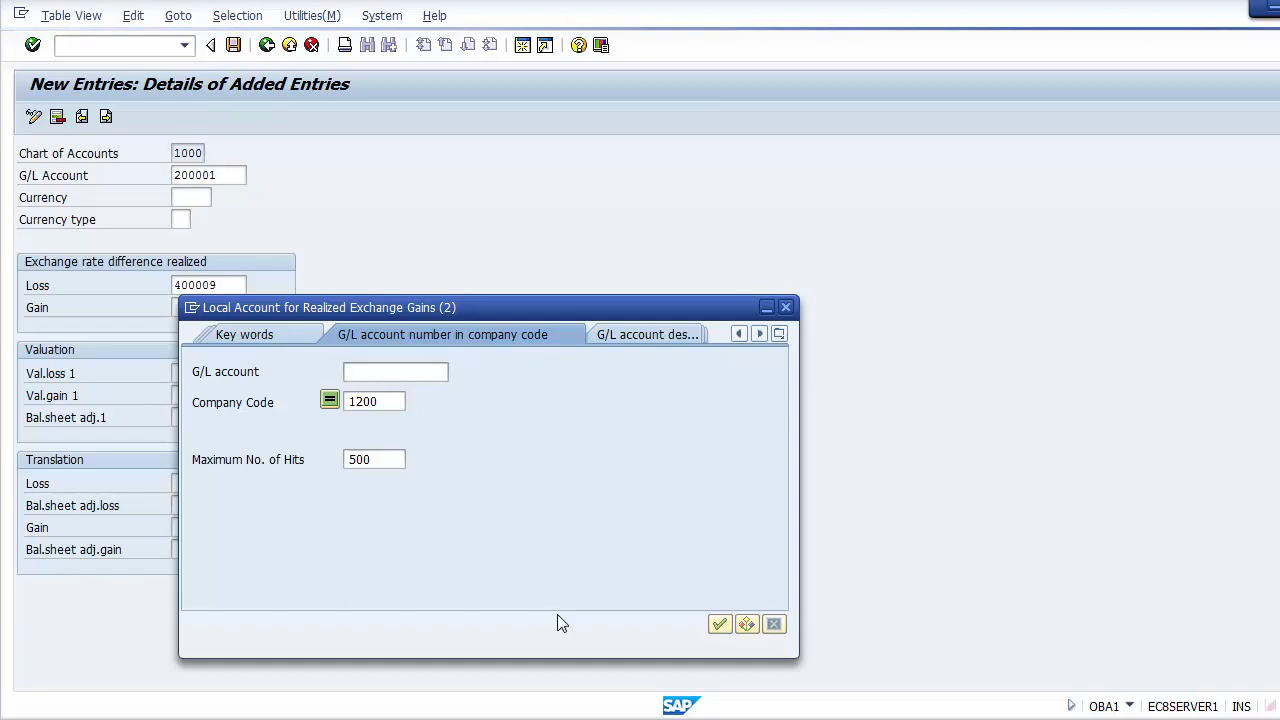 Table View Edit Goto Selection Utilities(M) System Help
New Entries: Details of Added Entries
Chart of Accounts 1000
G/L Account 200001
Currency
Currency type
Exchange rate difference realized
Loss 400009
Gain
Local Account for Realized Exchange Gains (2)
Key words G/L account number in company code G/L account des...
G/L account
Company Code 1200
Maximum No. of Hits 500
Valuation
Val.loss 1
Val.gain 1
Bal.sheet adj.1
Translation
Loss
Bal.sheet adj.loss
Gain
Bal.sheet adj.gain
SAP OBA1 EC8SERVER1 INS